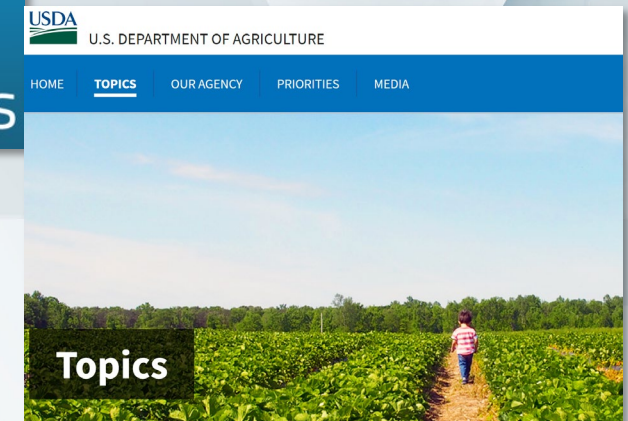 USDA
U.S. DEPARTMENT OF AGRICULTURE
HOME TOPICS OUR AGENCY PRIORITIES MEDIA
s
Topics